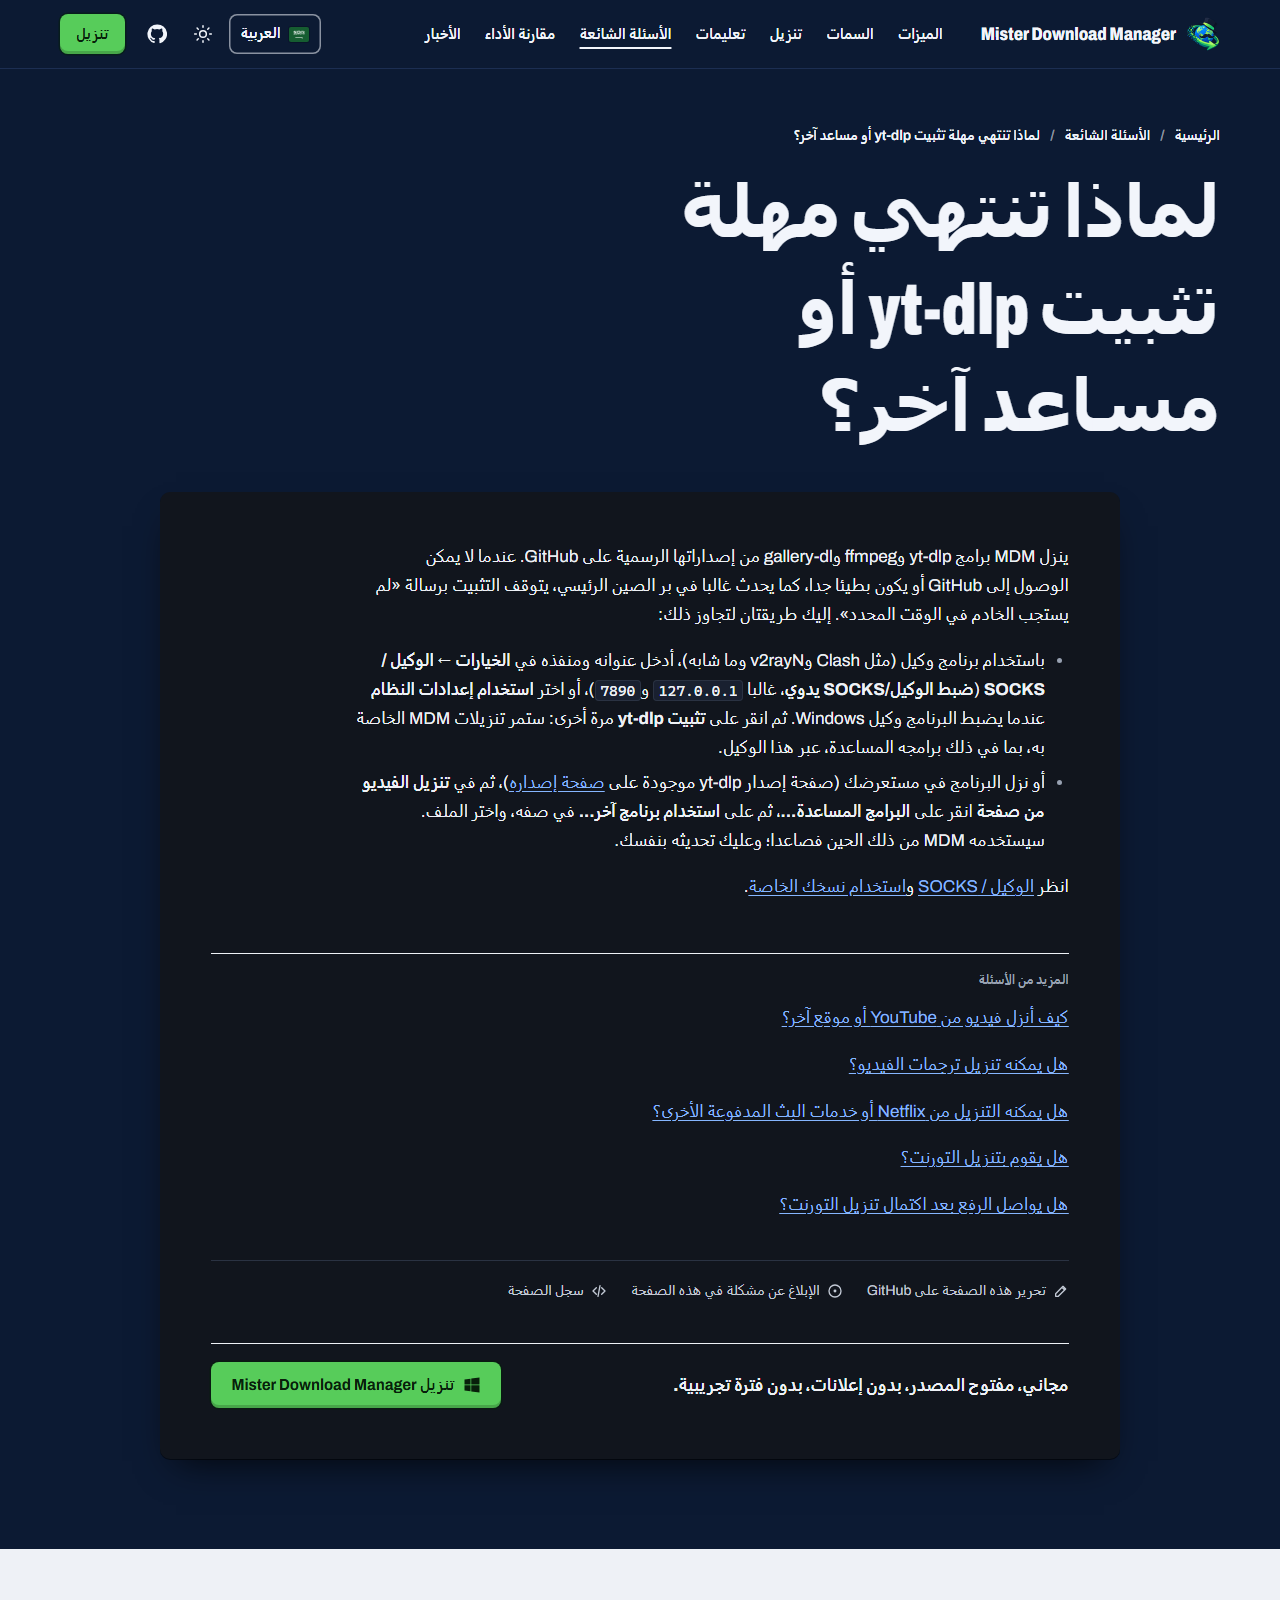 Mister Download Manager
الميزات
السمات
تنزيل
تعليمات
الأسئلة الشائعة
مقارنة الأداء
الأخبار
العربية
تنزيل
الرئيسية / الأسئلة الشائعة / لماذا تنتهي مهلة تثبيت yt-dlp أو مساعد آخر؟
لماذا تنتهي مهلة
تثبيت yt-dlp أو
مساعد آخر؟
ينزل MDM برامج yt-dlp وffmpeg وgallery-dl من إصداراتها الرسمية على GitHub. عندما لا يمكن
الوصول إلى GitHub أو يكون بطيئا جدا، كما يحدث غالبا في بر الصين الرئيسي، يتوقف التثبيت برسالة «لم
يستجب الخادم في الوقت المحدد». إليك طريقتان لتجاوز ذلك:
• باستخدام برنامج وكيل (مثل Clash وv2rayN وما شابه)، أدخل عنوانه ومنفذه في الخيارات ← الوكيل /
SOCKS (ضبط الوكيل/SOCKS يدوي، غالبا 127.0.0.1 و7890)، أو اختر استخدام إعدادات النظام
عندما يضبط البرنامج وكيل Windows. ثم انقر على تثبيت yt-dlp مرة أخرى: ستمر تنزيلات MDM الخاصة
به، بما في ذلك برامجه المساعدة، عبر هذا الوكيل.
• أو نزل البرنامج في مستعرضك (صفحة إصدار yt-dlp موجودة على صفحة إصداره)، ثم في تنزيل الفيديو
من صفحة انقر على البرامج المساعدة...، ثم على استخدام برنامج آخر... في صفه، واختر الملف.
سيستخدمه MDM من ذلك الحين فصاعدا؛ وعليك تحديثه بنفسك.
انظر الوكيل / SOCKS واستخدام نسخك الخاصة.
المزيد من الأسئلة
كيف أنزل فيديو من YouTube أو موقع آخر؟
هل يمكنه تنزيل ترجمات الفيديو؟
هل يمكنه التنزيل من Netflix أو خدمات البث المدفوعة الأخرى؟
هل يقوم بتنزيل التورنت؟
هل يواصل الرفع بعد اكتمال تنزيل التورنت؟
تحرير هذه الصفحة على GitHub
الإبلاغ عن مشكلة في هذه الصفحة
سجل الصفحة
مجاني، مفتوح المصدر، بدون إعلانات، بدون فترة تجريبية.
تنزيل Mister Download Manager